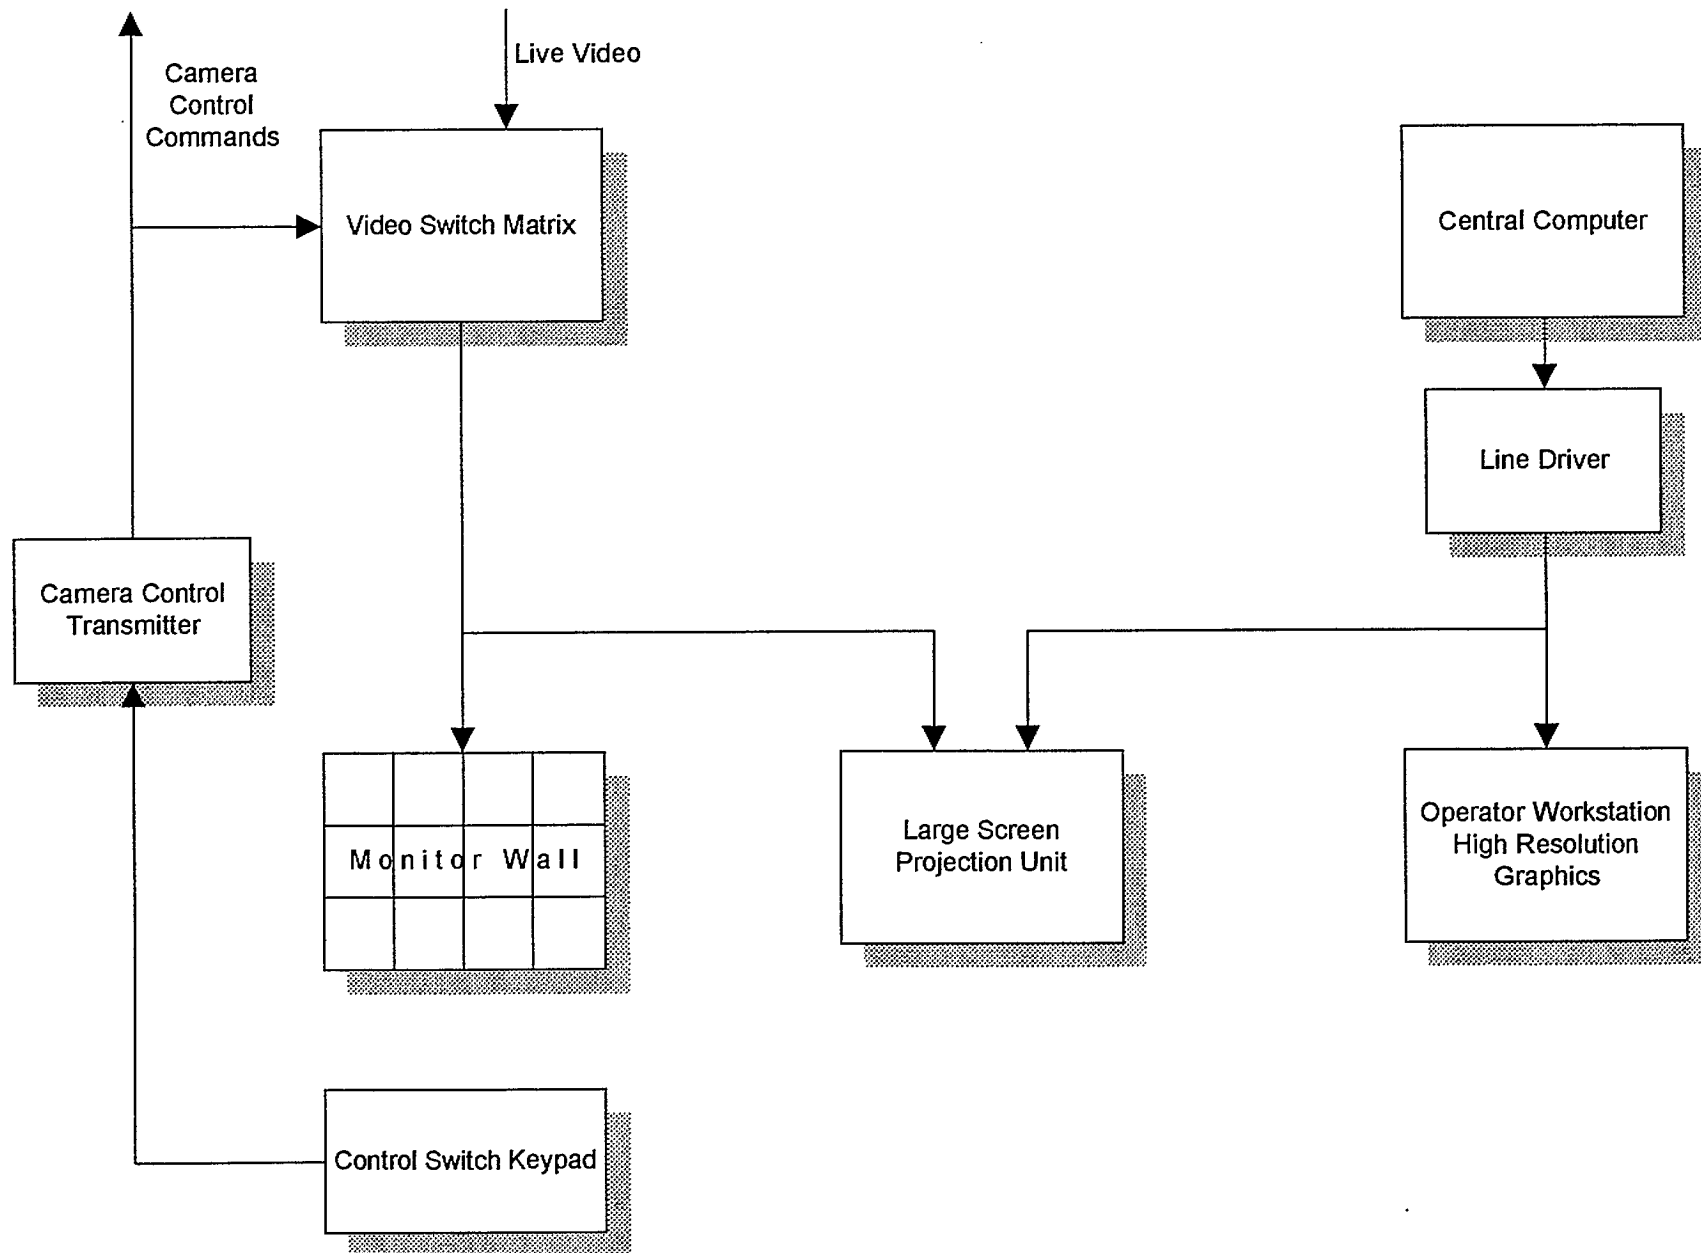 Live Video
Camera
Control
Commands
Video Switch Matrix
Central Computer
Line Driver
Camera Control
Transmitter
Monitor Wall
Large Screen
Projection Unit
Operator Workstation
High Resolution
Graphics
Control Switch Keypad